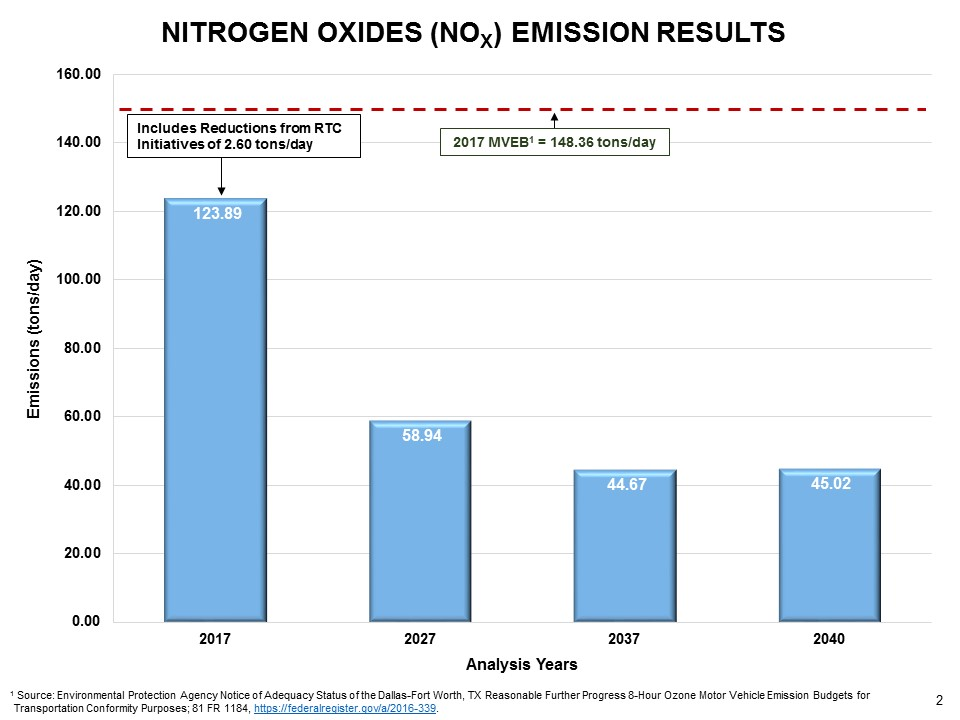 NITROGEN OXIDES (NOX) EMISSION RESULTS
160.00
140.00
120.00
100.00
80.00
60.00
40.00
20.00
0.00
Emissions (tons/day)
Includes Reductions from RTC
Initiatives of 2.60 tons/day
2017 MVEB¹ = 148.36 tons/day
123.89
58.94
44.67
45.02
2017
2027
2037
2040
Analysis Years
¹ Source: Environmental Protection Agency Notice of Adequacy Status of the Dallas-Fort Worth, TX Reasonable Further Progress 8-Hour Ozone Motor Vehicle Emission Budgets for
Transportation Conformity Purposes; 81 FR 1184, https://federalregister.gov/a/2016-339.
2